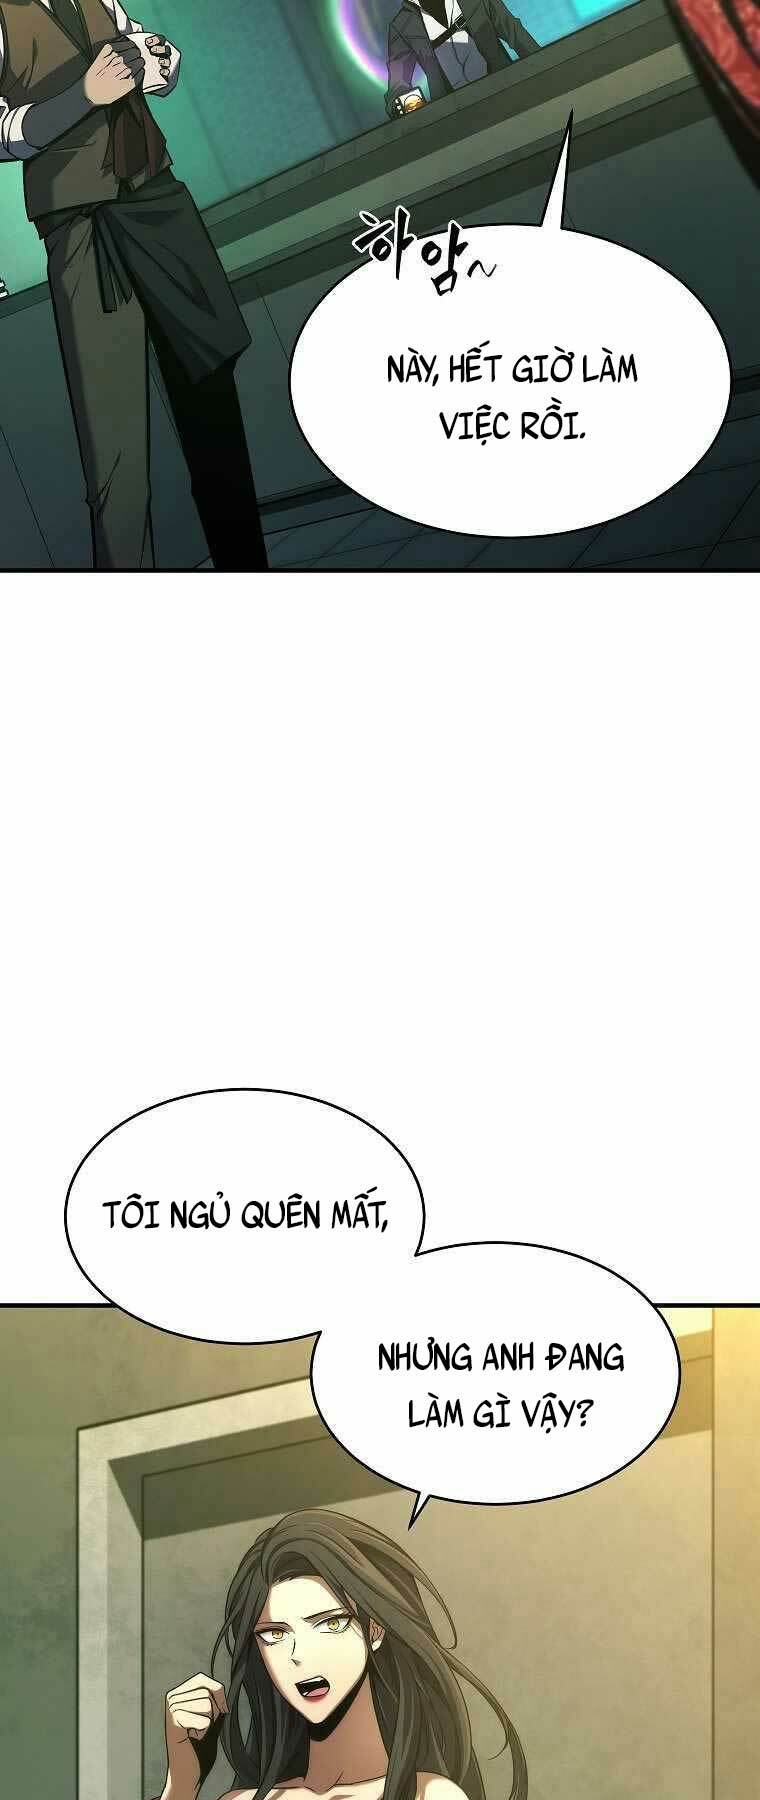 하암~
NÀY, HẾT GIỜ LÀM
VIỆC RỒI.
TÔI NGỦ QUÊN MẤT,
NHƯNG ANH ĐANG
LÀM GÌ VẬY?